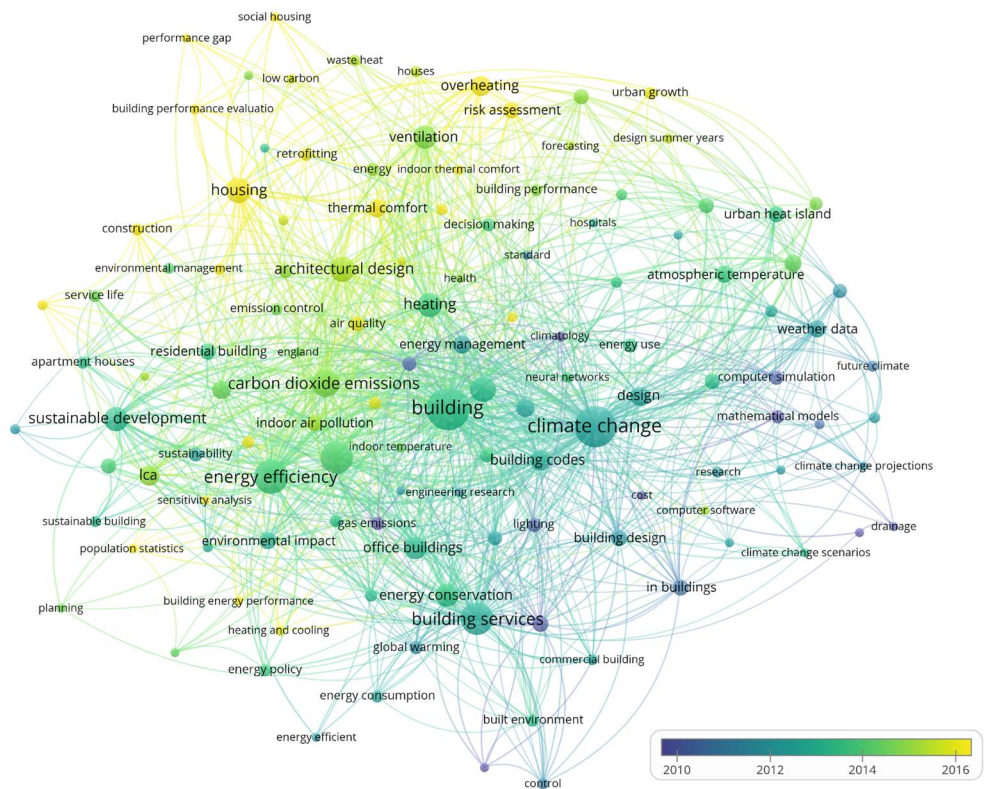 social housing
performance gap
waste heat
houses
low carbon
overheating
urban growth
building performance evaluatio
risk assessment
ventilation
design summer years
forecasting
retrofitting
energy
indoor thermal comfort
housing
building performance
thermal comfort
urban heat island
decision making
hospitals
construction
standard
environmental management
architectural design
health
atmospheric temperature
service life
emission control
heating
air quality
weather data
climatology
energy management
energy use
residential building
england
apartment houses
future climate
neural networks
computer simulation
carbon dioxide emissions
design
building
mathematical models
sustainable development
indoor air pollution
climate change
indoor temperature
sustainability
building codes
climate change projections
lca
energy efficiency
research
engineering research
cost
sensitivity analysis
computer software
sustainable building
gas emissions
lighting
drainage
environmental impact
building design
population statistics
office buildings
climate change scenarios
in buildings
energy conservation
building energy performance
planning
building services
heating and cooling
global warming
commercial building
energy policy
energy consumption
built environment
energy efficient
control
2010
2012
2014
2016